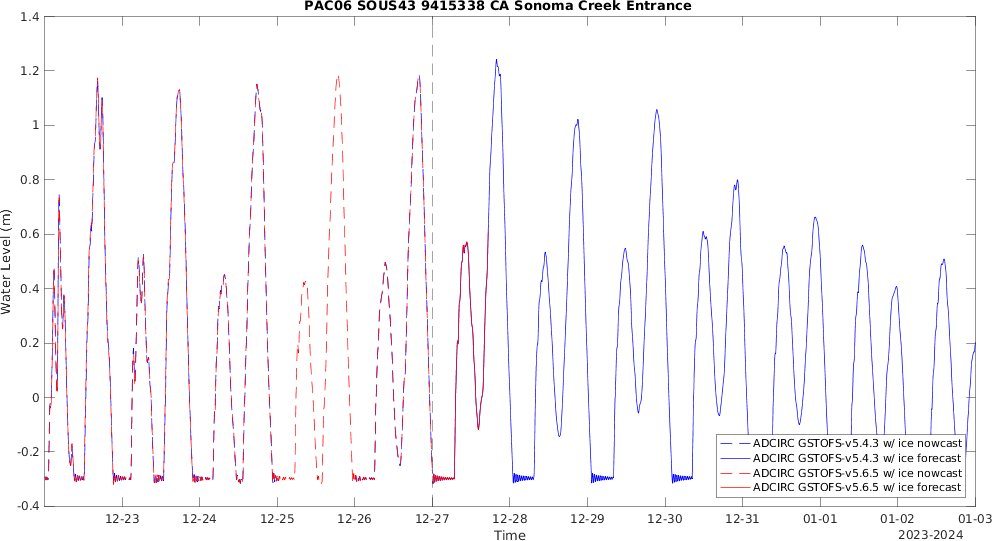 PAC06 SOUS43 9415338 CA Sonoma Creek Entrance
Water Level (m)
1.4
1.2
1
0.8
0.6
0.4
0.2
0
-0.2
-0.4
ADCIRC GSTOFS-v5.4.3 w/ ice nowcast
ADCIRC GSTOFS-v5.4.3 w/ ice forecast
ADCIRC GSTOFS-v5.6.5 w/ ice nowcast
ADCIRC GSTOFS-v5.6.5 w/ ice forecast
12-23 12-24 12-25 12-26 12-27 12-28 12-29 12-30 12-31 01-01 01-02 01-03
Time
2023-2024